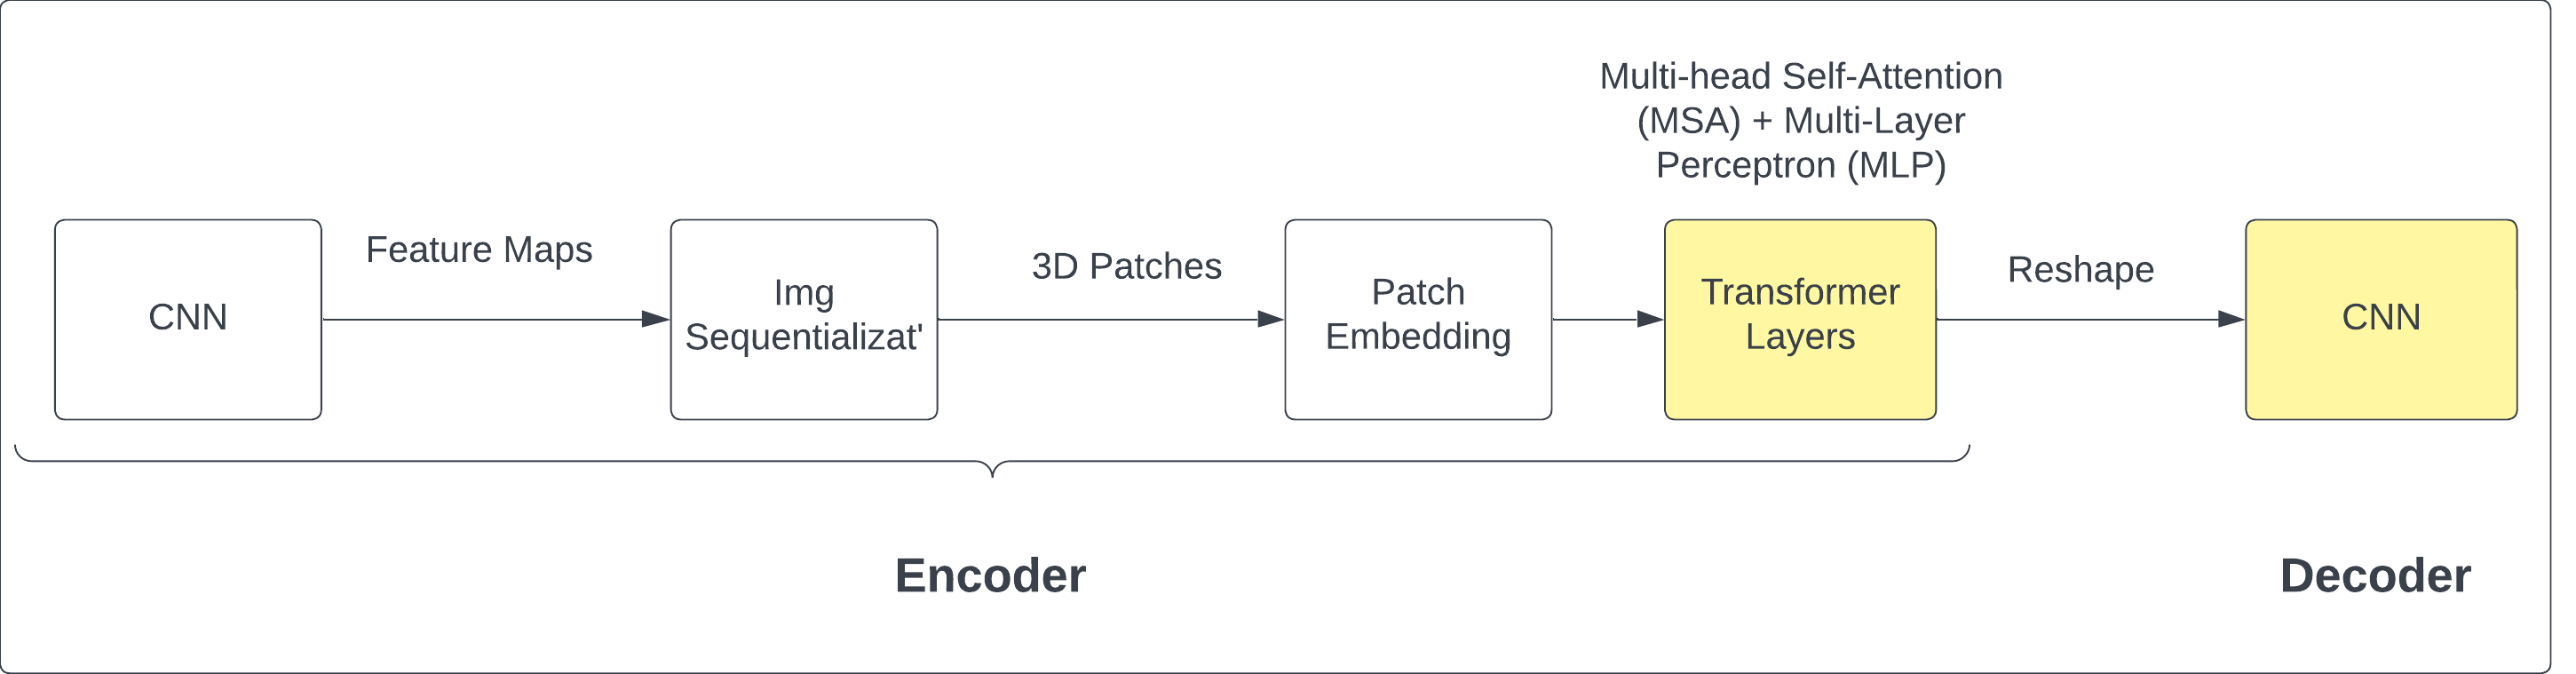 Multi-head Self-Attention
(MSA) + Multi-Layer
Perceptron (MLP)
CNN
Feature Maps
Img
Sequentializat'
3D Patches
Patch
Embedding
Transformer
Layers
Reshape
CNN
Encoder
Decoder